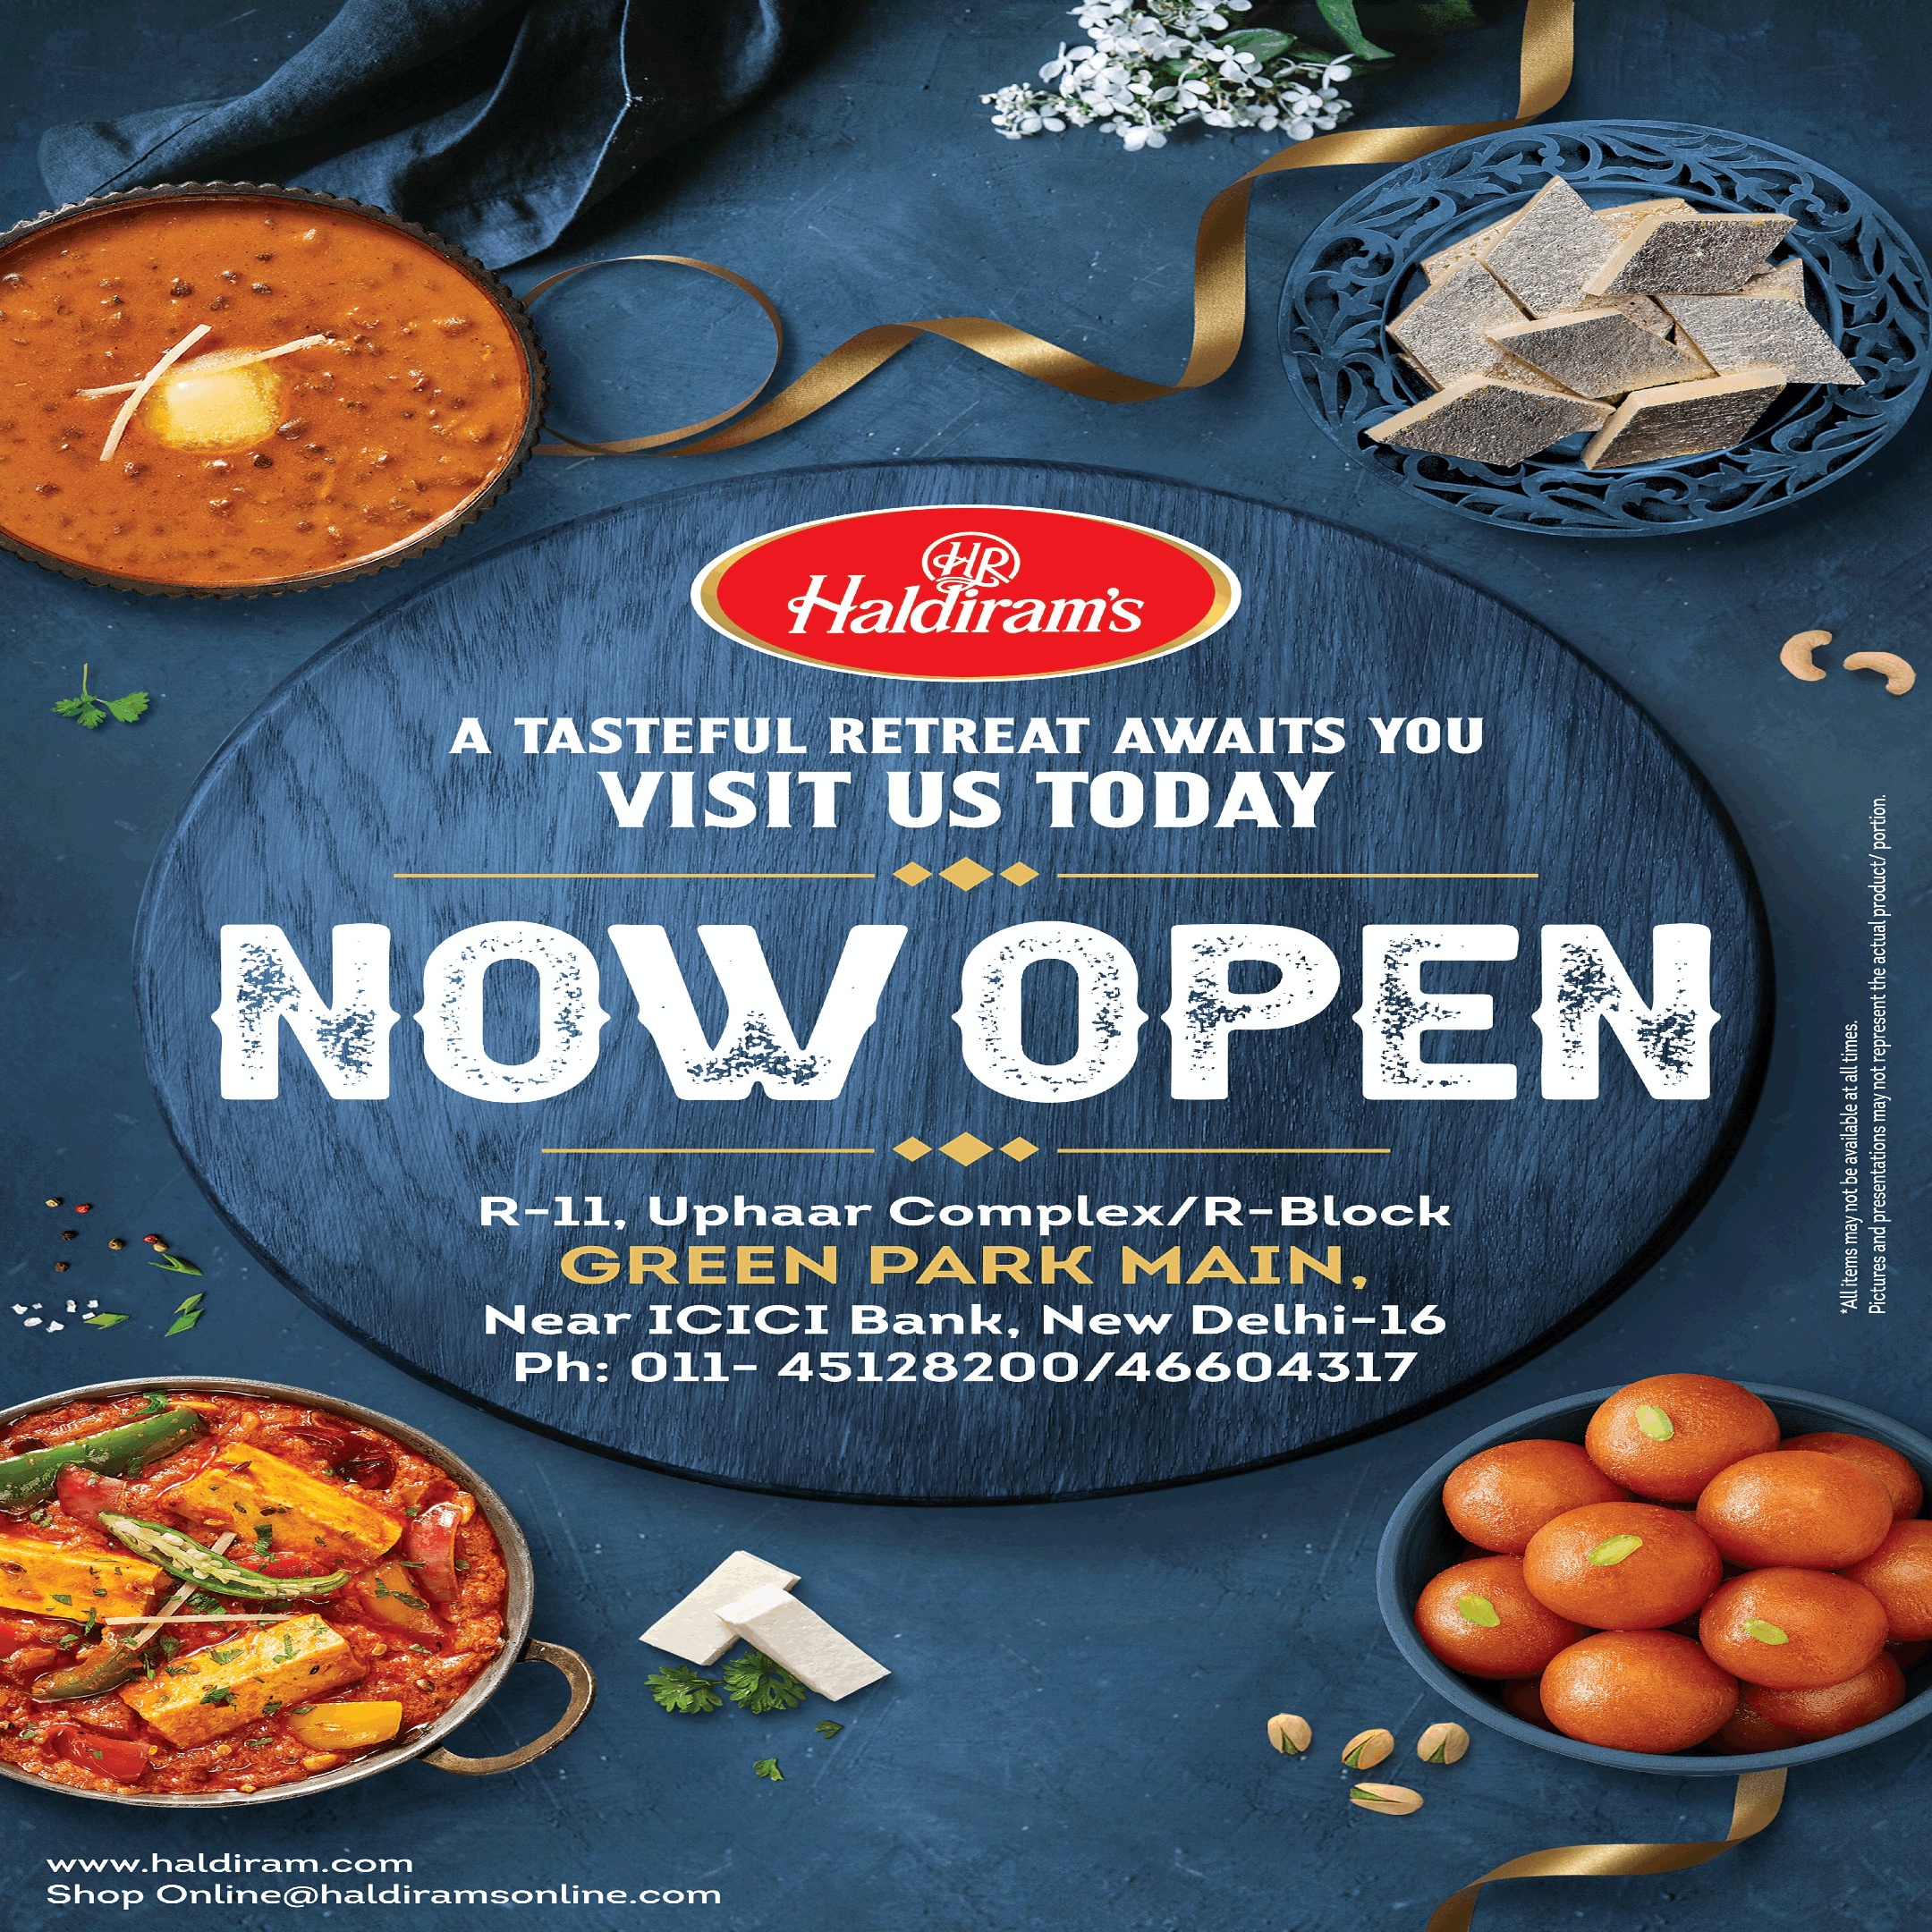 HR
Haldiram's
A TASTEFUL RETREAT AWAITS YOU
VISIT US TODAY
NOW OPEN
R-11, Uphaar Complex/R-Block
GREEN PARK MAIN,
Near ICICI Bank, New Delhi-16
Ph: 011- 45128200/46604317
*All items may not be available at all times.
Pictures and presentations may not represent the actual product/ portion.
www.haldiram.com
Shop Online@haldiramsonline.com